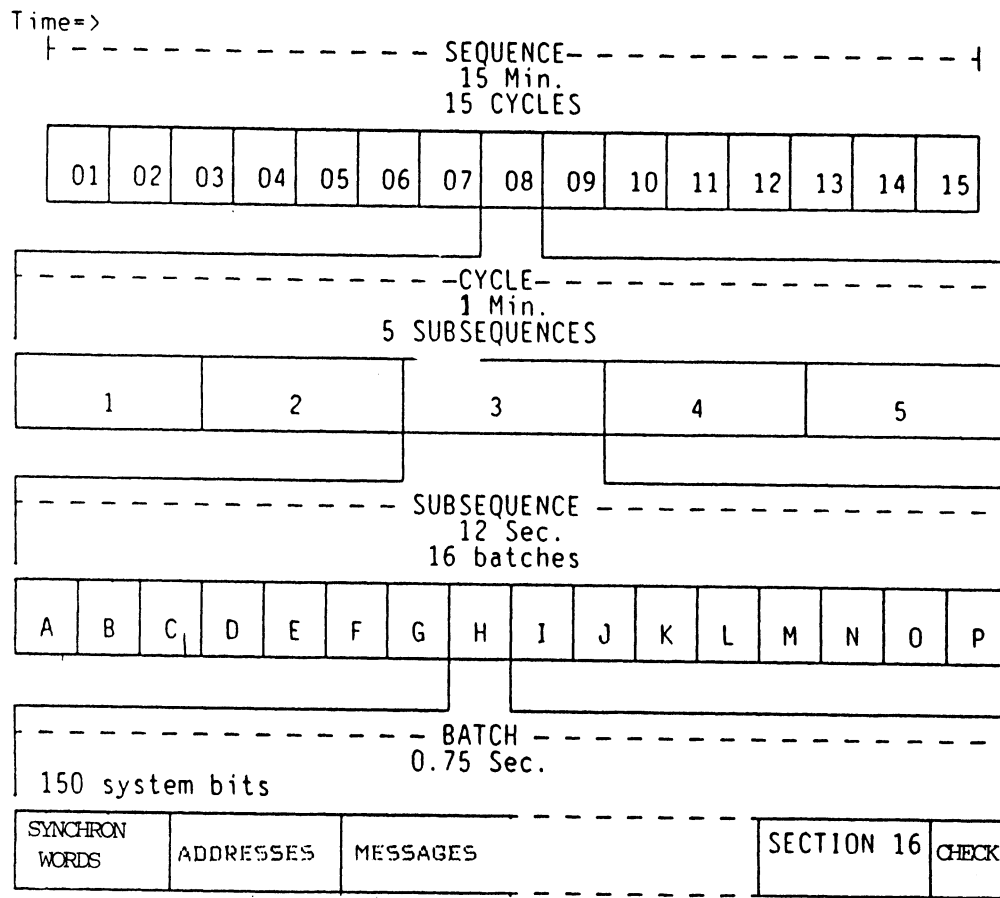 Time=>
SEQUENCE
15 Min.
15 CYCLES
01 02 03 04 05 06 07 08 09 10 11 12 13 14 15
CYCLE
1 Min.
5 SUBSEQUENCES
1 2 3 4 5
SUBSEQUENCE
12 Sec.
16 batches
A B C D E F G H I J K L M N O P
BATCH
0.75 Sec.
150 system bits
SYNCHRON
WORDS ADDRESSES MESSAGES SECTION 16 CHECK